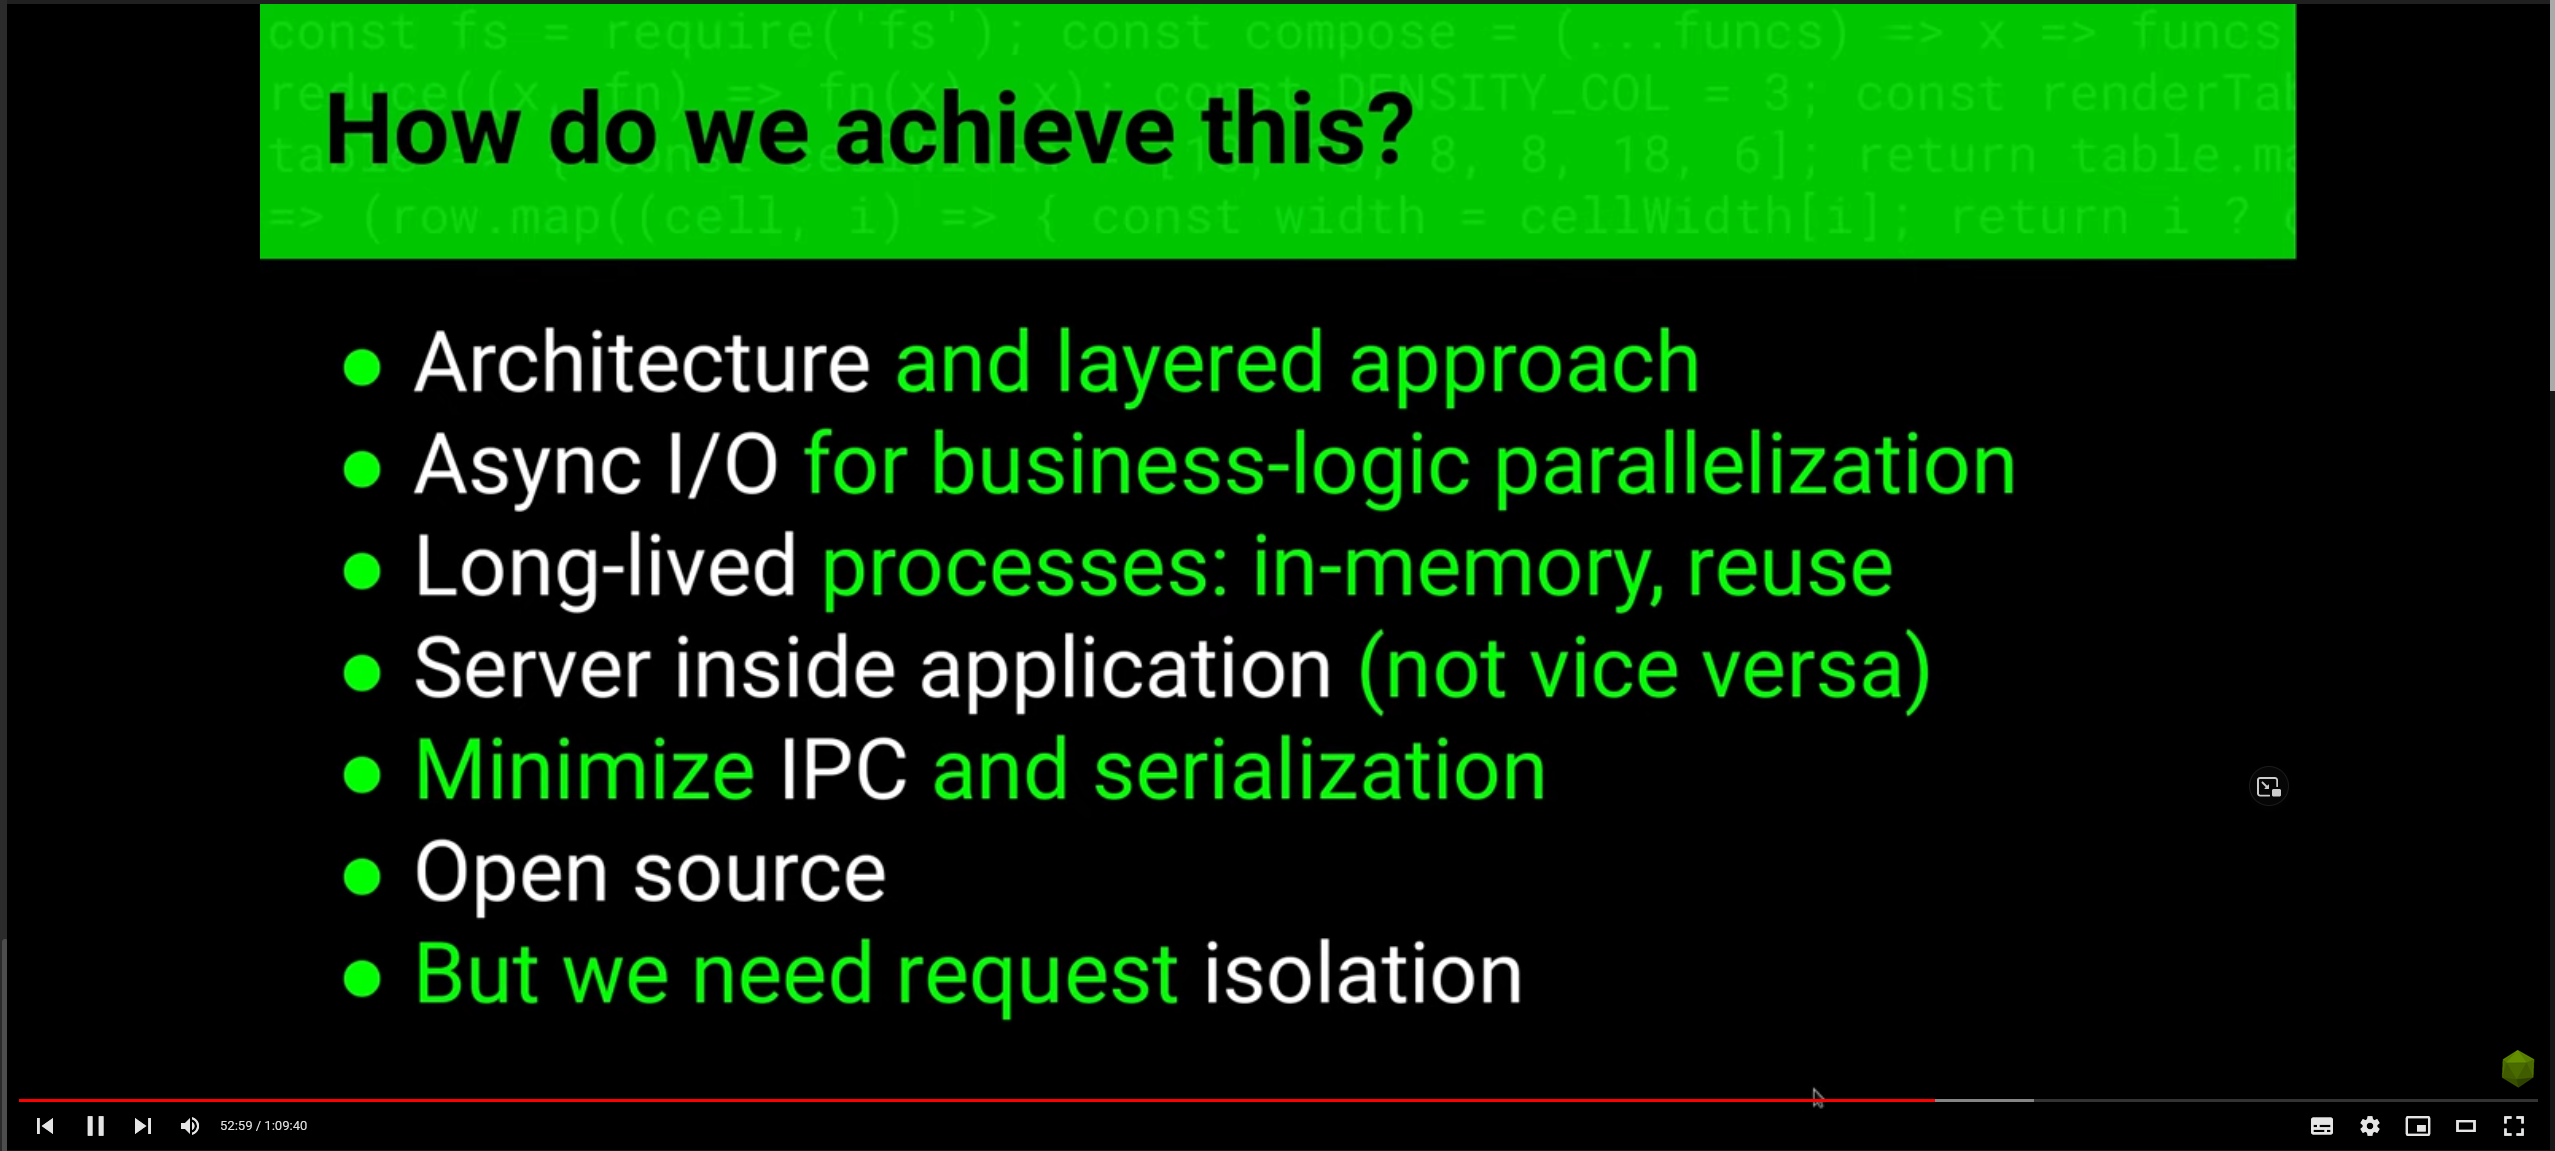 const fs = require('fs'); const compose = (...funcs) => x => funcs
reduce((x, fn) => fn(x), x); const DENSITY_COL = 3; const renderTab
How do we achieve this?
8, 8, 18, 6]; return table.ma
=> (row.map((cell, i) => { const width = cellWidth[i]; return i ?
Architecture and layered approach
Async I/O for business-logic parallelization
Long-lived processes: in-memory, reuse
Server inside application (not vice versa)
Minimize IPC and serialization
Open source
But we need request isolation
52:59 / 1:09:40